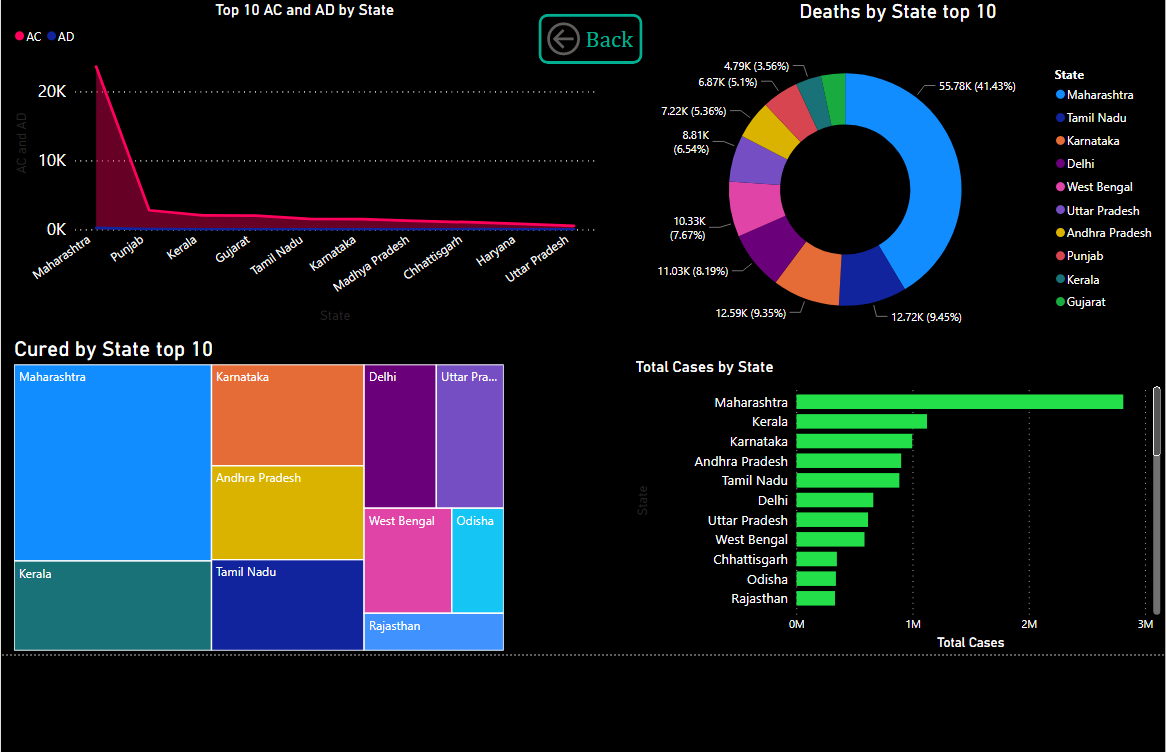 Top 10 AC and AD by State
AC AD
20K
10K
0K
AC and AD
Maharashtra
Punjab
Kerala
Gujarat
Tamil Nadu
Karnataka
Madhya Pradesh
Chhattisgarh
Haryana
Uttar Pradesh
State
Back
Deaths by State top 10
55.78K (41.43%)
12.72K (9.45%)
12.59K (9.35%)
11.03K (8.19%)
10.33K
(7.67%)
8.81K
(6.54%)
7.22K (5.36%)
6.87K (5.1%)
4.79K (3.56%)
State
Maharashtra
Tamil Nadu
Karnataka
Delhi
West Bengal
Uttar Pradesh
Andhra Pradesh
Punjab
Kerala
Gujarat
Cured by State top 10
Maharashtra
Kerala
Karnataka
Andhra Pradesh
Tamil Nadu
Delhi
Uttar Pra...
West Bengal
Odisha
Rajasthan
Total Cases by State
State
Maharashtra
Kerala
Karnataka
Andhra Pradesh
Tamil Nadu
Delhi
Uttar Pradesh
West Bengal
Chhattisgarh
Odisha
Rajasthan
0M 1M 2M 3M
Total Cases